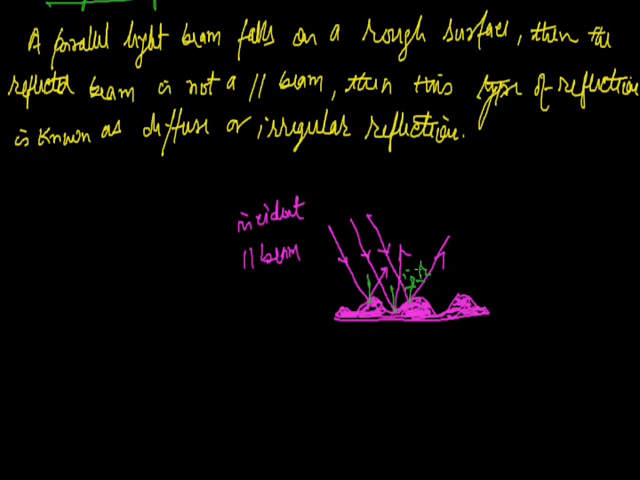 A parallel light beam falls on a rough surface, then the
reflected beam is not a // beam, then this type of reflection
is known as diffuse or irregular reflection.
incident
// beam